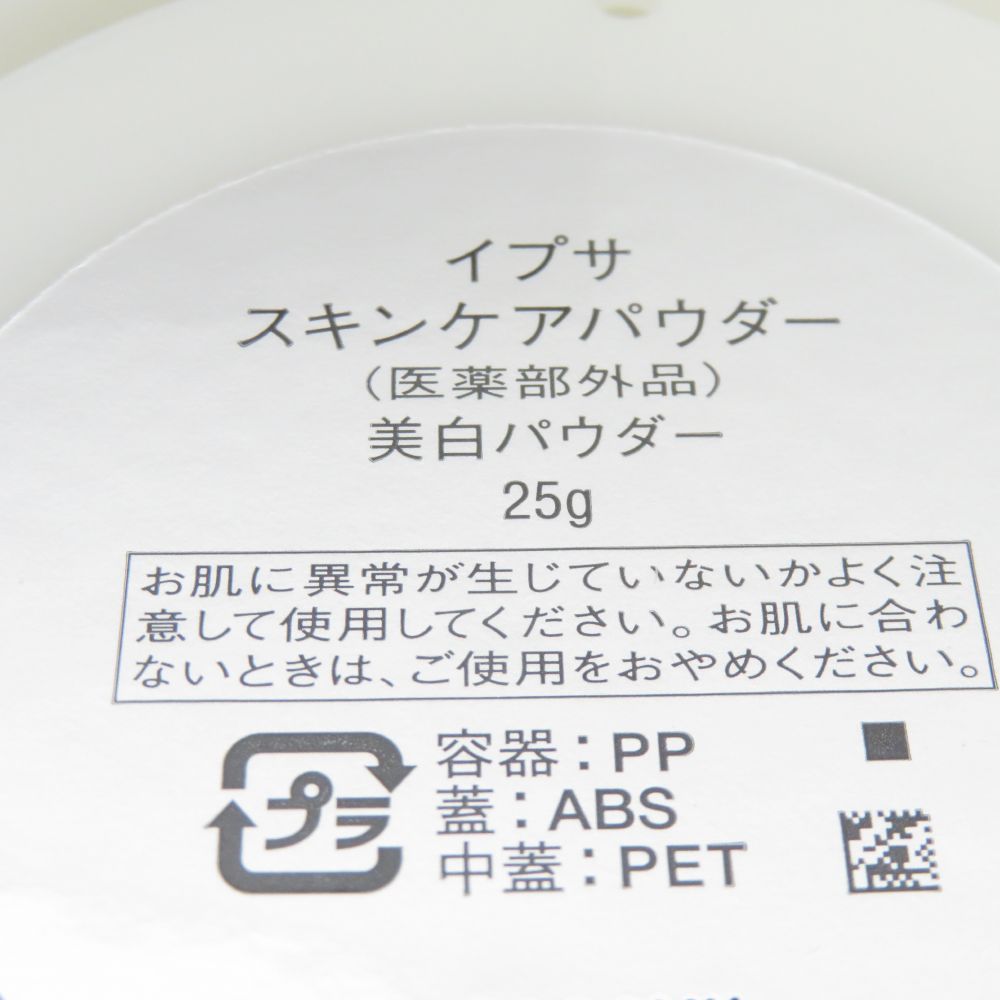 イプサ
スキンケアパウダー
（医薬部外品）
美白パウダー
25g
お肌に異常が生じていないかよく注
意して使用してください。お肌に合わ
ないときは、ご使用をおやめください。
プラ
容器：PP
蓋：ABS
中蓋：PET